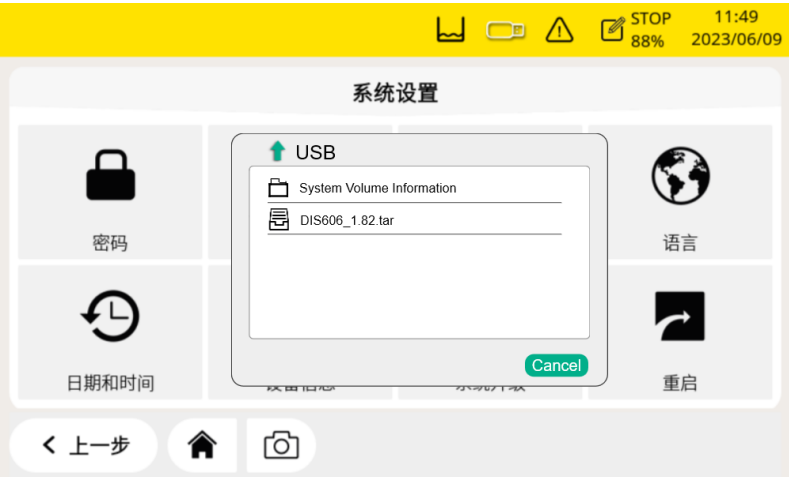 STOP
88%
11:49
2023/06/09
系统设置
USB
System Volume Information
DIS606_1.82.tar
Cancel
密码
语言
日期和时间
重启
上一步